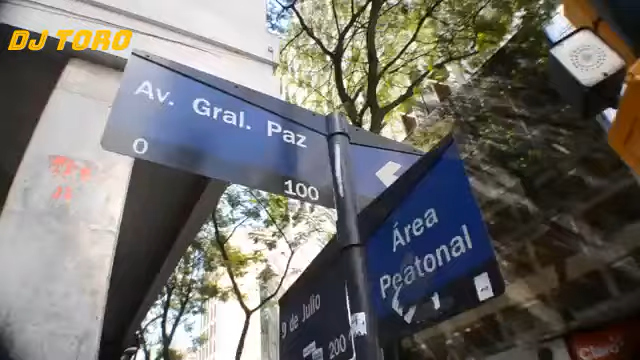 DJ TORO
Av. Gral. Paz
0
100
Área
Peatonal
9 de Julio
200